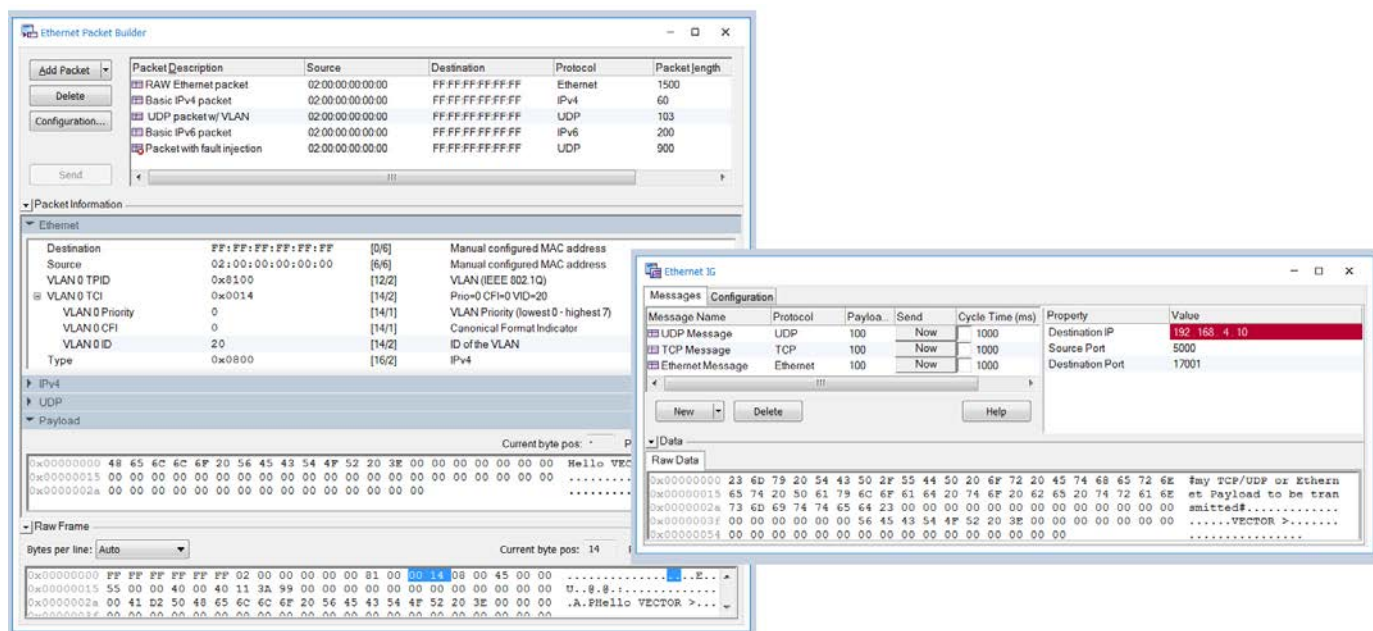 Ethernet Packet Builder
Add Packet
Delete
Configuration...
Send
Packet Description Source Destination Protocol Packet length
RAW Ethernet packet 02:00:00:00:00:00 FF:FF:FF:FF:FF:FF Ethernet 1500
Basic IPv4 packet 02:00:00:00:00:00 FF:FF:FF:FF:FF:FF IPv4 60
UDP packet w/ VLAN 02:00:00:00:00:00 FF:FF:FF:FF:FF:FF UDP 103
Basic IPv6 packet 02:00:00:00:00:00 FF:FF:FF:FF:FF:FF IPv6 200
Packet with fault injection 02:00:00:00:00:00 FF:FF:FF:FF:FF:FF UDP 900
Packet Information
Ethernet
Destination FF:FF:FF:FF:FF:FF [0/6] Manual configured MAC address
Source 02:00:00:00:00:00 [6/6] Manual configured MAC address
VLAN 0 TPID 0x8100 [12/2] VLAN (IEEE 802.1Q)
VLAN 0 TCI 0x0014 [14/2] Prio=0 CFI=0 VID=20
VLAN 0 Priority 0 [14/1] VLAN Priority (lowest 0 - highest 7)
VLAN 0 CFI 0 [14/1] Canonical Format Indicator
VLAN 0 ID 20 [14/2] ID of the VLAN
Type 0x0800 [16/2] IPv4
IPv4
UDP
Payload
Current byte pos: - P
0x00000000 48 65 6C 6C 6F 20 56 45 43 54 4F 52 20 3E 00 00 00 00 00 00 00 Hello VEC
0x00000015 00 00 00 00 00 00 00 00 00 00 00 00 00 00 00 00 00 00 00 00 00 .........
0x0000002a 00 00 00 00 00 00 00 00 00 00 00 00 00 00 .........
Raw Frame
Bytes per line: Auto Current byte pos: 14
0x00000000 FF FF FF FF FF FF 02 00 00 00 00 00 81 00 00 14 08 00 45 00 00 ..................E..
0x00000015 55 00 00 40 00 40 11 3A 99 00 00 00 00 00 00 00 00 00 00 00 00 U..@.@.:.............
0x0000002a 00 41 D2 50 48 65 6C 6C 6F 20 56 45 43 54 4F 52 20 3E 00 00 00 .A.PHello VECTOR >...
Ethernet IG
Messages Configuration
Message Name Protocol Payloa... Send Cycle Time (ms)
UDP Message UDP 100 Now 1000
TCP Message TCP 100 Now 1000
Ethernet Message Ethernet 100 Now 1000
New Delete Help
Property Value
Destination IP 192 . 168 . 4 . 10
Source Port 5000
Destination Port 17001
Data
Raw Data
0x00000000 23 6D 79 20 54 43 50 2F 55 44 50 20 6F 72 20 45 74 68 65 72 6E #my TCP/UDP or Ethern
0x00000015 65 74 20 50 61 79 6C 6F 61 64 20 74 6F 20 62 65 20 74 72 61 6E et Payload to be tran
0x0000002a 73 6D 69 74 74 65 64 23 00 00 00 00 00 00 00 00 00 00 00 00 00 smitted#.............
0x0000003f 00 00 00 00 00 00 56 45 43 54 4F 52 20 3E 00 00 00 00 00 00 00 ......VECTOR >.......
0x00000054 00 00 00 00 00 00 00 00 00 00 00 00 00 00 00 00 ................